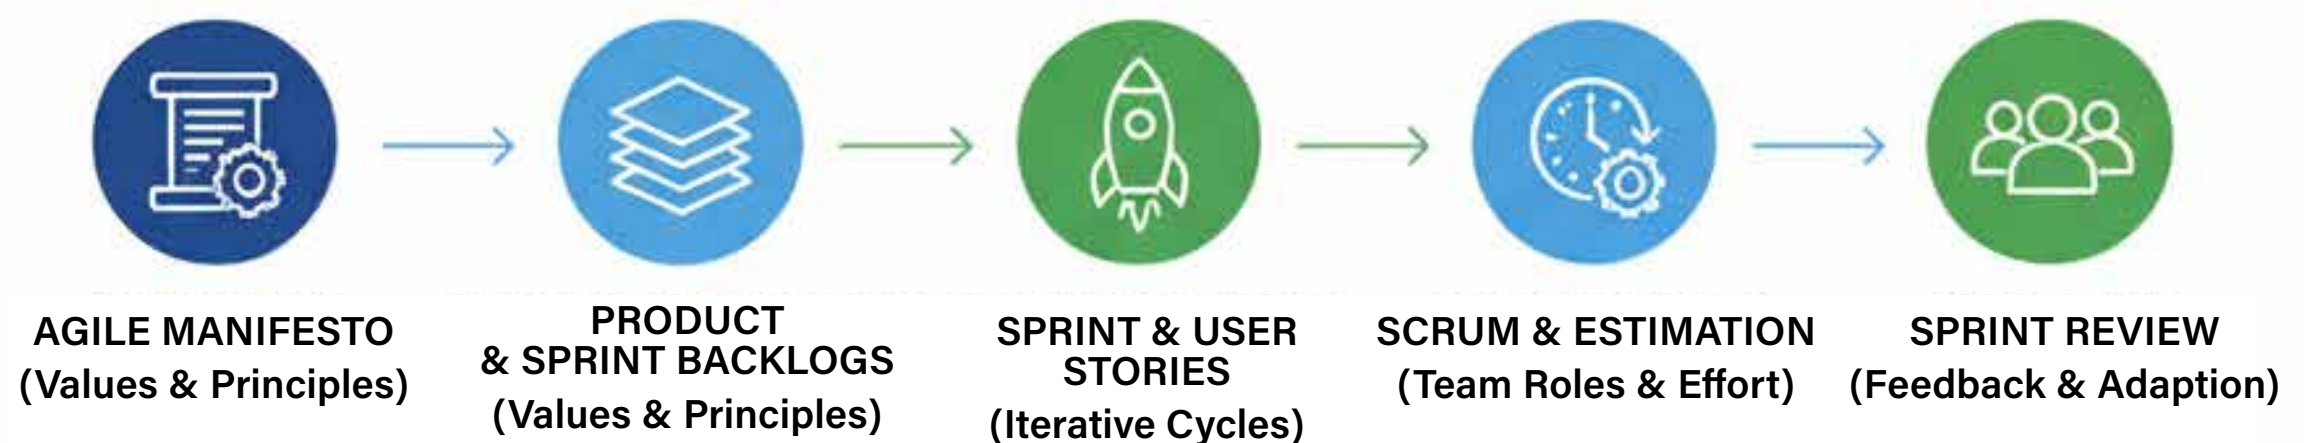 AGILE MANIFESTO
(Values & Principles)
PRODUCT
& SPRINT BACKLOGS
(Values & Principles)
SPRINT & USER
STORIES
(Iterative Cycles)
SCRUM & ESTIMATION
(Team Roles & Effort)
SPRINT REVIEW
(Feedback & Adaption)